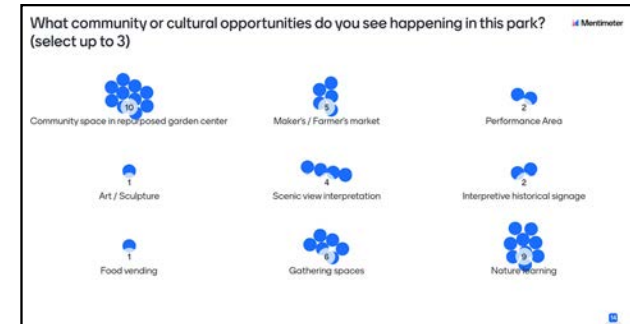 What community or cultural opportunities do you see happening in this park?
(select up to 3)
Mentimeter
10
Community space in repurposed garden center
5
Maker's / Farmer's market
2
Performance Area
1
Art / Sculpture
4
Scenic view interpretation
2
Interpretive historical signage
1
Food vending
6
Gathering spaces
9
Nature learning
14